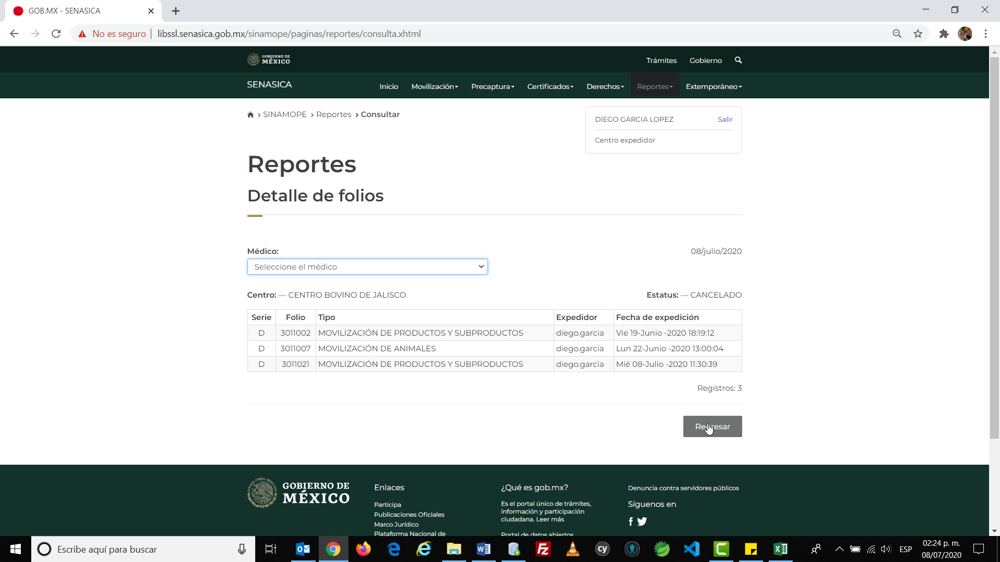 GOB.MX - SENASICA
No es seguro | libssl.senasica.gob.mx/sinamope/paginas/reportes/consulta.xhtml
GOBIERNO DE
MÉXICO
Trámites Gobierno
SENASICA
Inicio Movilización Precaptura Certificados Derechos Reportes Extemporáneo
SINAMOPE Reportes Consultar
DIEGO GARCIA LOPEZ Salir
Centro expedidor
Reportes
Detalle de folios
Médico: 08/julio/2020
Seleccione el médico
Centro: — CENTRO BOVINO DE JALISCO Estatus: — CANCELADO
Serie Folio Tipo Expedidor Fecha de expedición
D 3011002 MOVILIZACIÓN DE PRODUCTOS Y SUBPRODUCTOS diego.garcia Vie 19-Junio -2020 18:19:12
D 3011007 MOVILIZACIÓN DE ANIMALES diego.garcia Lun 22-Junio -2020 13:00:04
D 3011021 MOVILIZACIÓN DE PRODUCTOS Y SUBPRODUCTOS diego.garcia Mié 08-Julio -2020 11:30:39
Registros: 3
Regresar
GOBIERNO DE
MÉXICO
Enlaces
Participa
Publicaciones Oficiales
Marco Jurídico
Plataforma Nacional de
¿Qué es gob.mx?
Es el portal único de trámites,
información y participación
ciudadana. Leer más
Portal de datos abiertos
Denuncia contra servidores públicos
Síguenos en
Escribe aquí para buscar
ESP
02:24 p. m.
08/07/2020